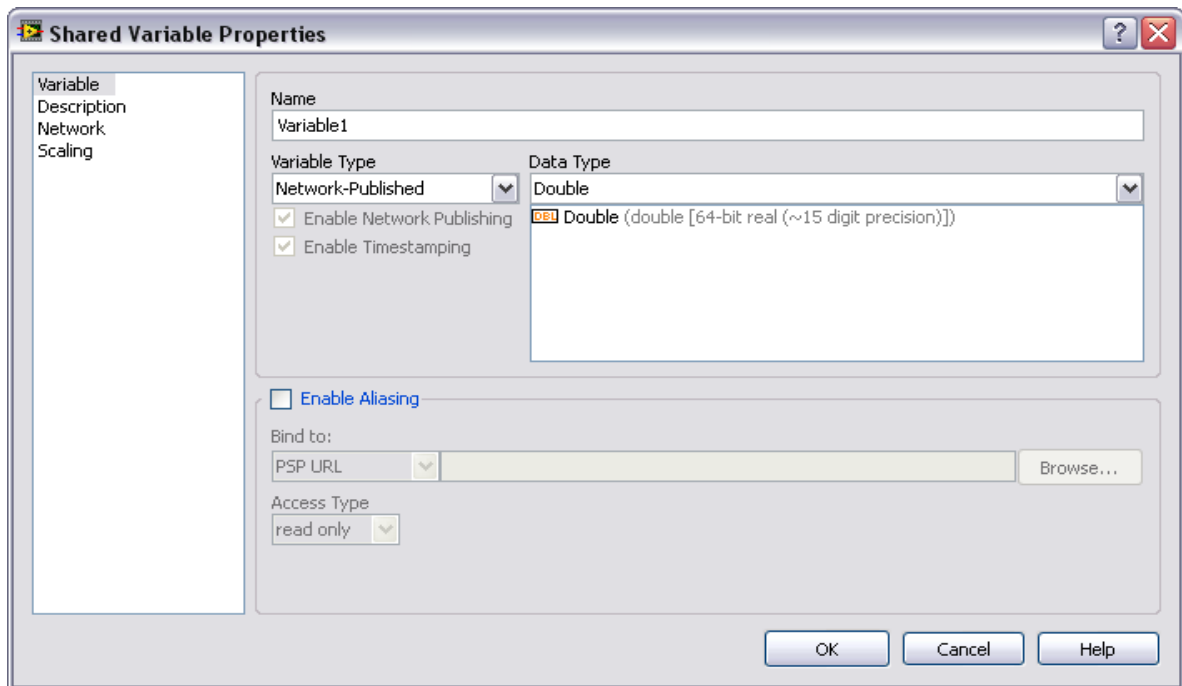 Shared Variable Properties
?
Variable
Description
Network
Scaling
Name
Variable1
Variable Type
Data Type
Network-Published
Double
Enable Network Publishing
DBL Double (double [64-bit real (~15 digit precision)])
Enable Timestamping
Enable Aliasing
Bind to:
PSP URL
Browse...
Access Type
read only
OK
Cancel
Help